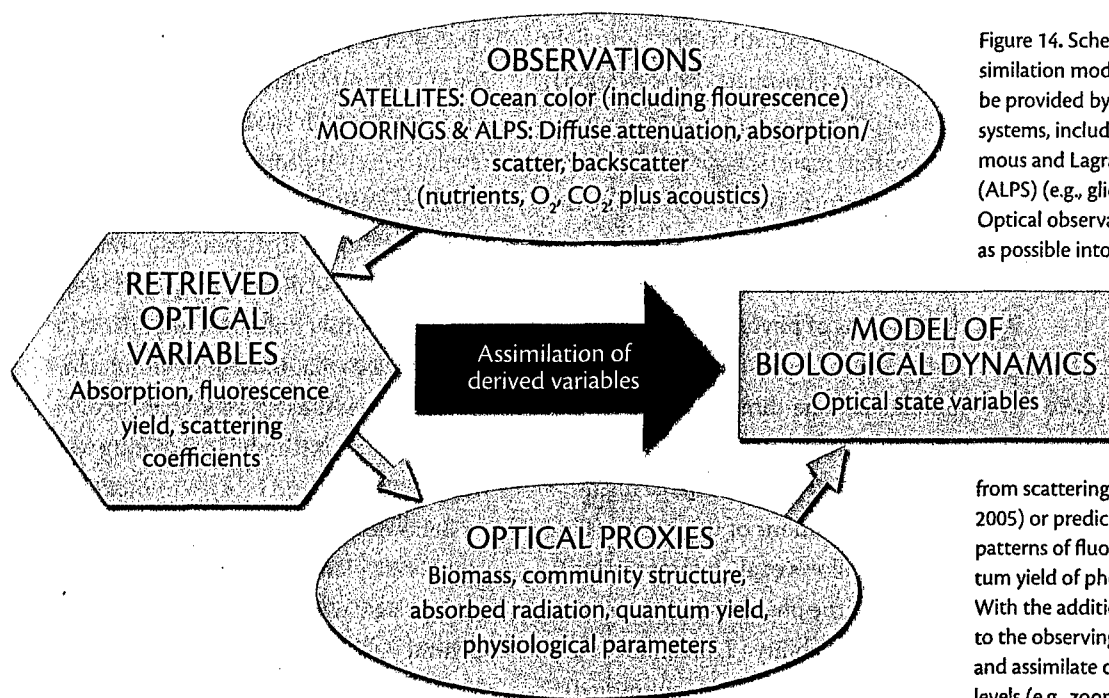 OBSERVATIONS
SATELLITES: Ocean color (including flourescence)
MOORINGS & ALPS: Diffuse attenuation, absorption/
scatter, backscatter
(nutrients, O₂, CO₂, plus acoustics)
RETRIEVED
OPTICAL
VARIABLES
Absorption, fluorescence
yield, scattering
coefficients
Assimilation of
derived variables
MODEL OF
BIOLOGICAL DYNAMICS
Optical state variables
OPTICAL PROXIES
Biomass, community structure,
absorbed radiation, quantum yield,
physiological parameters
Figure 14. Sche
similation mod
be provided by
systems, includ
mous and Lagr
(ALPS) (e.g., gli
Optical observa
as possible into
from scattering
2005) or predic
patterns of fluo
tum yield of ph
With the additi
to the observing
and assimilate